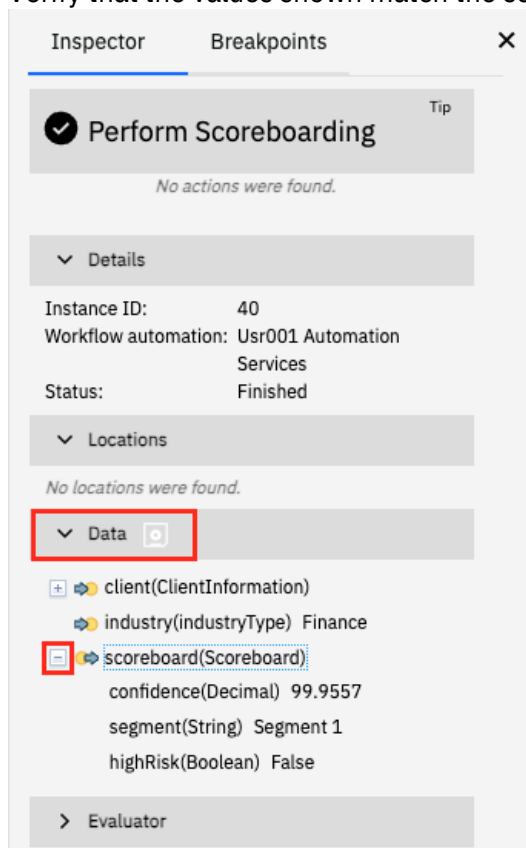 Inspector Breakpoints
Tip
Perform Scoreboarding
No actions were found.
Details
Instance ID: 40
Workflow automation: Usr001 Automation
Services
Status: Finished
Locations
No locations were found.
Data
client(ClientInformation)
industry(industryType) Finance
scoreboard(Scoreboard)
confidence(Decimal) 99.9557
segment(String) Segment 1
highRisk(Boolean) False
Evaluator